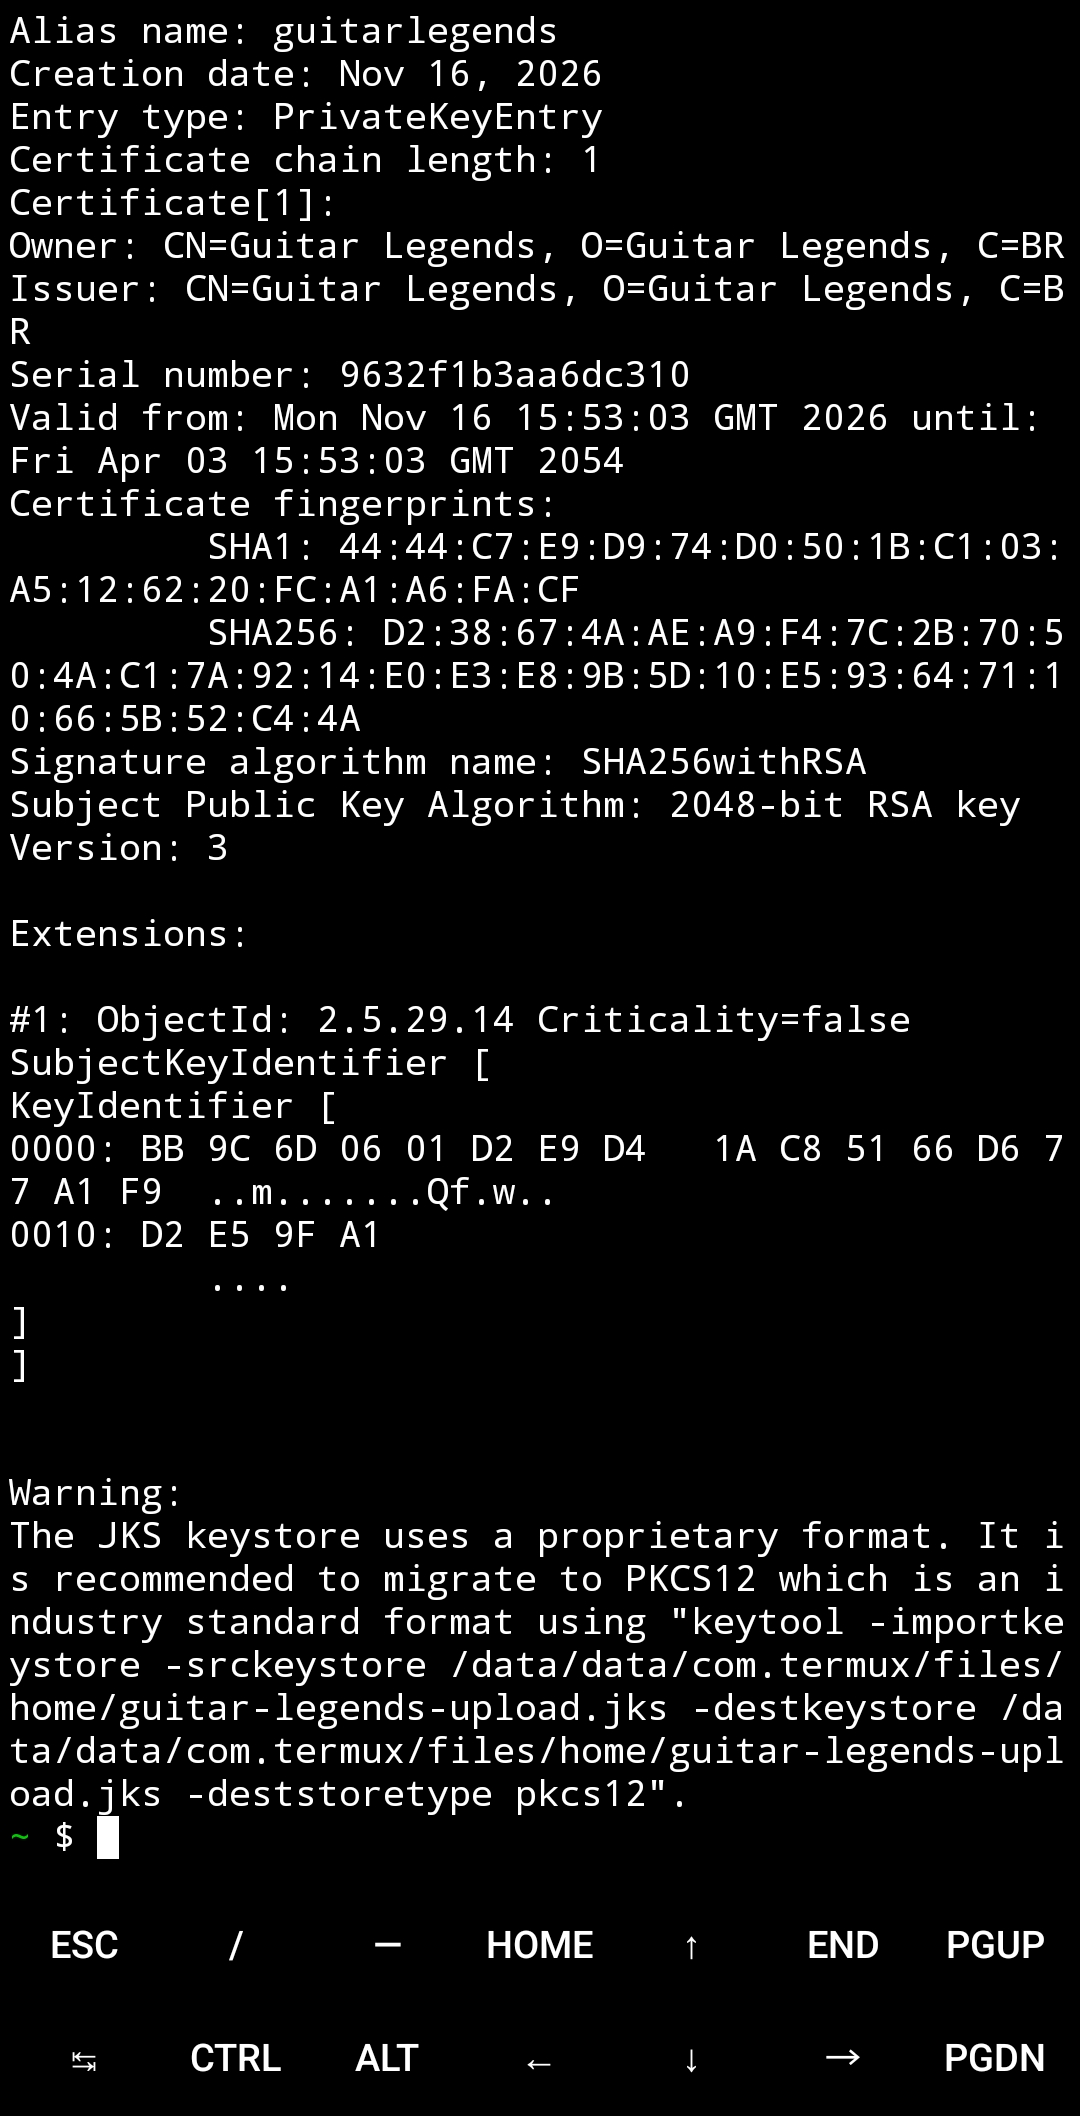 Alias name: guitarlegends
Creation date: Nov 16, 2026
Entry type: PrivateKeyEntry
Certificate chain length: 1
Certificate[1]:
Owner: CN=Guitar Legends, O=Guitar Legends, C=BR
Issuer: CN=Guitar Legends, O=Guitar Legends, C=B
R
Serial number: 9632f1b3aa6dc310
Valid from: Mon Nov 16 15:53:03 GMT 2026 until:
Fri Apr 03 15:53:03 GMT 2054
Certificate fingerprints:
         SHA1: 44:44:C7:E9:D9:74:D0:50:1B:C1:03:
A5:12:62:20:FC:A1:A6:FA:CF
         SHA256: D2:38:67:4A:AE:A9:F4:7C:2B:70:5
0:4A:C1:7A:92:14:E0:E3:E8:9B:5D:10:E5:93:64:71:1
0:66:5B:52:C4:4A
Signature algorithm name: SHA256withRSA
Subject Public Key Algorithm: 2048-bit RSA key
Version: 3

Extensions:

#1: ObjectId: 2.5.29.14 Criticality=false
SubjectKeyIdentifier [
KeyIdentifier [
0000: BB 9C 6D 06 01 D2 E9 D4   1A C8 51 66 D6 7
7 A1 F9  ..m.......Qf.w..
0010: D2 E5 9F A1
         ....
]
]

Warning:
The JKS keystore uses a proprietary format. It i
s recommended to migrate to PKCS12 which is an i
ndustry standard format using "keytool -importke
ystore -srckeystore /data/data/com.termux/files/
home/guitar-legends-upload.jks -destkeystore /da
ta/data/com.termux/files/home/guitar-legends-upl
oad.jks -deststoretype pkcs12".
~ $
ESC / — HOME ↑ END PGUP
↹ CTRL ALT ← ↓ → PGDN